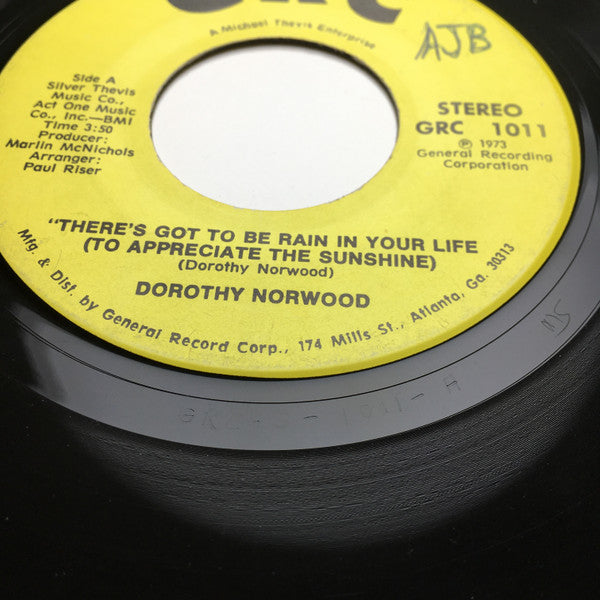 GRC
A Michael Thevis Enterprise
AJB
Side A
Silver Thevis
Music Co.,
Act One Music
Co., Inc.—BMI
Time 3:50
Producer:
Marlin McNichols
Arranger:
Paul Riser
STEREO
GRC 1011
℗ 1973
General Recording
Corporation
"THERE'S GOT TO BE RAIN IN YOUR LIFE
(TO APPRECIATE THE SUNSHINE)
(Dorothy Norwood)
DOROTHY NORWOOD
Mfg. & Dist. by General Record Corp., 174 Mills St., Atlanta, Ga. 30313